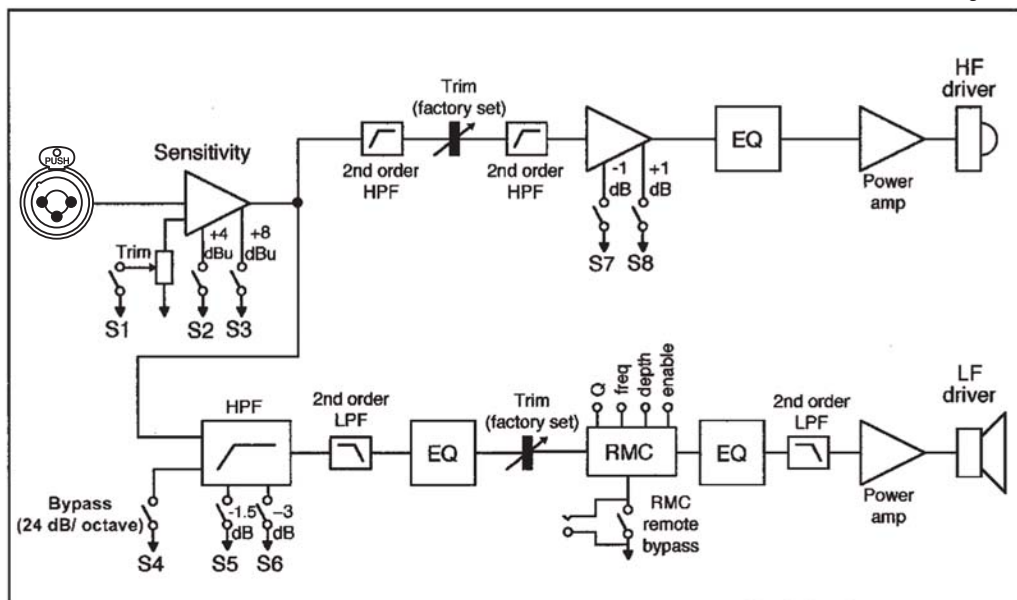 HF
driver
Trim
(factory set)
Sensitivity
PUSH
EQ
2nd order
HPF
2nd order
HPF
-1
dB
+1
dB
Power
amp
S7
S8
+4
dBu
+8
dBu
Trim
S1
S2
S3
Q
freq
depth
enable
LF
driver
HPF
2nd order
LPF
Trim
(factory set)
2nd order
LPF
EQ
RMC
EQ
Power
amp
Bypass
(24 dB/ octave)
-1.5
dB
–3
dB
RMC
remote
bypass
S4
S5
S6